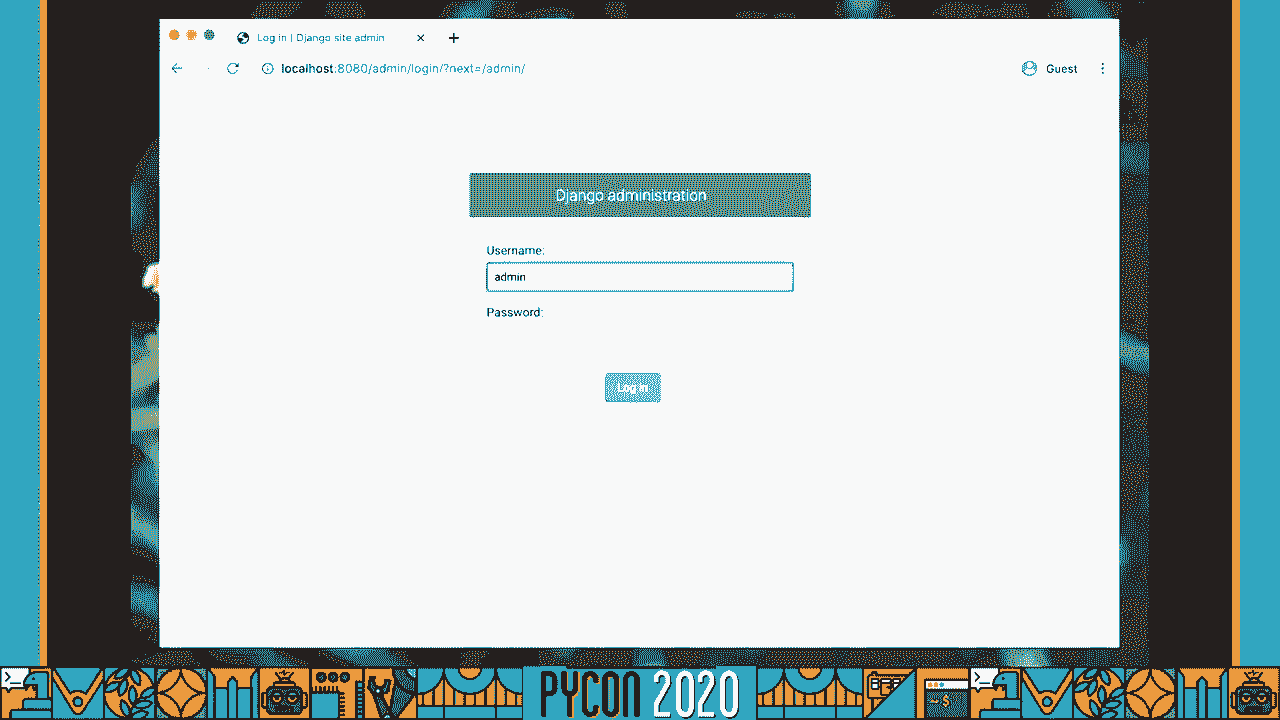 Log in | Django site admin
localhost:8080/admin/login/?next=/admin/
Guest
Django administration
Username:
admin
Password:
Log in
PYCON 2020